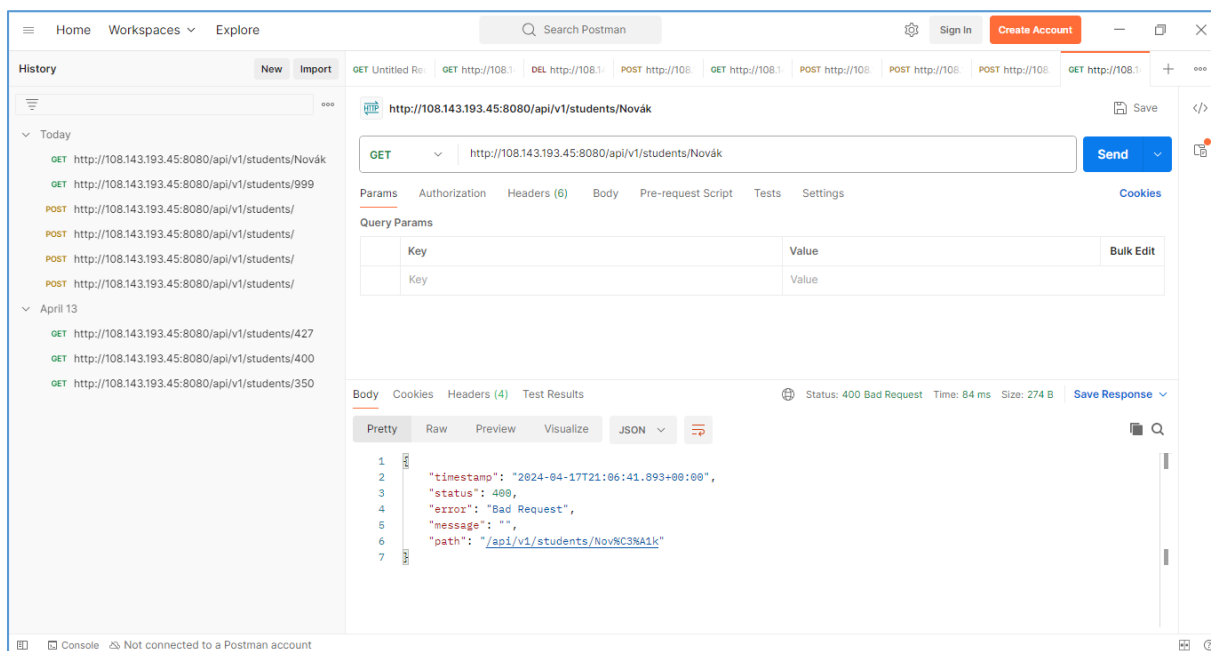 Home Workspaces Explore Search Postman Sign In Create Account
History New Import GET Untitled Re GET http://108.1 DEL http://108.1 POST http://108. GET http://108.1 POST http://108. POST http://108. POST http://108. GET http://108.1
HTTP http://108.143.193.45:8080/api/v1/students/Novák Save
Today
GET http://108.143.193.45:8080/api/v1/students/Novák
GET http://108.143.193.45:8080/api/v1/students/999
POST http://108.143.193.45:8080/api/v1/students/
POST http://108.143.193.45:8080/api/v1/students/
POST http://108.143.193.45:8080/api/v1/students/
POST http://108.143.193.45:8080/api/v1/students/
April 13
GET http://108.143.193.45:8080/api/v1/students/427
GET http://108.143.193.45:8080/api/v1/students/400
GET http://108.143.193.45:8080/api/v1/students/350
GET http://108.143.193.45:8080/api/v1/students/Novák Send
Params Authorization Headers (6) Body Pre-request Script Tests Settings Cookies
Query Params
Key Value Bulk Edit
Key Value
Body Cookies Headers (4) Test Results Status: 400 Bad Request Time: 84 ms Size: 274 B Save Response
Pretty Raw Preview Visualize JSON
1 {
2 "timestamp": "2024-04-17T21:06:41.893+00:00",
3 "status": 400,
4 "error": "Bad Request",
5 "message": "",
6 "path": "/api/v1/students/Nov%C3%A1k"
7 }
Console Not connected to a Postman account